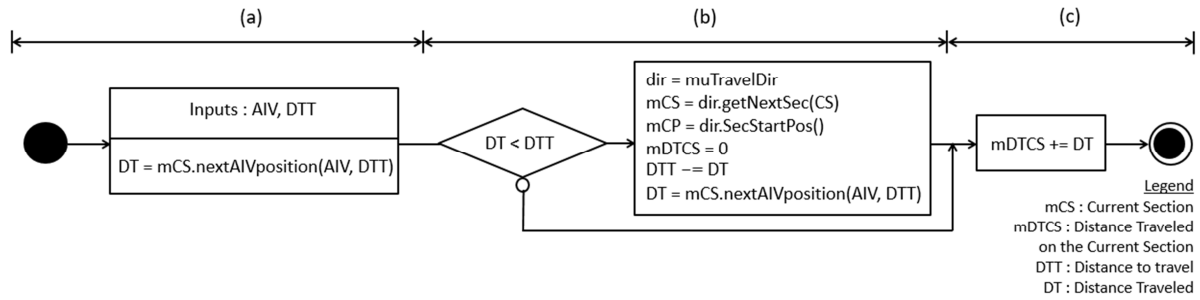 (a)
(b)
(c)
Inputs : AIV, DTT
DT = mCS.nextAIVposition(AIV, DTT)
DT < DTT
dir = muTravelDir
mCS = dir.getNextSec(CS)
mCP = dir.SecStartPos()
mDTCS = 0
DTT −= DT
DT = mCS.nextAIVposition(AIV, DTT)
mDTCS += DT
Legend
mCS : Current Section
mDTCS : Distance Traveled
on the Current Section
DTT : Distance to travel
DT : Distance Traveled